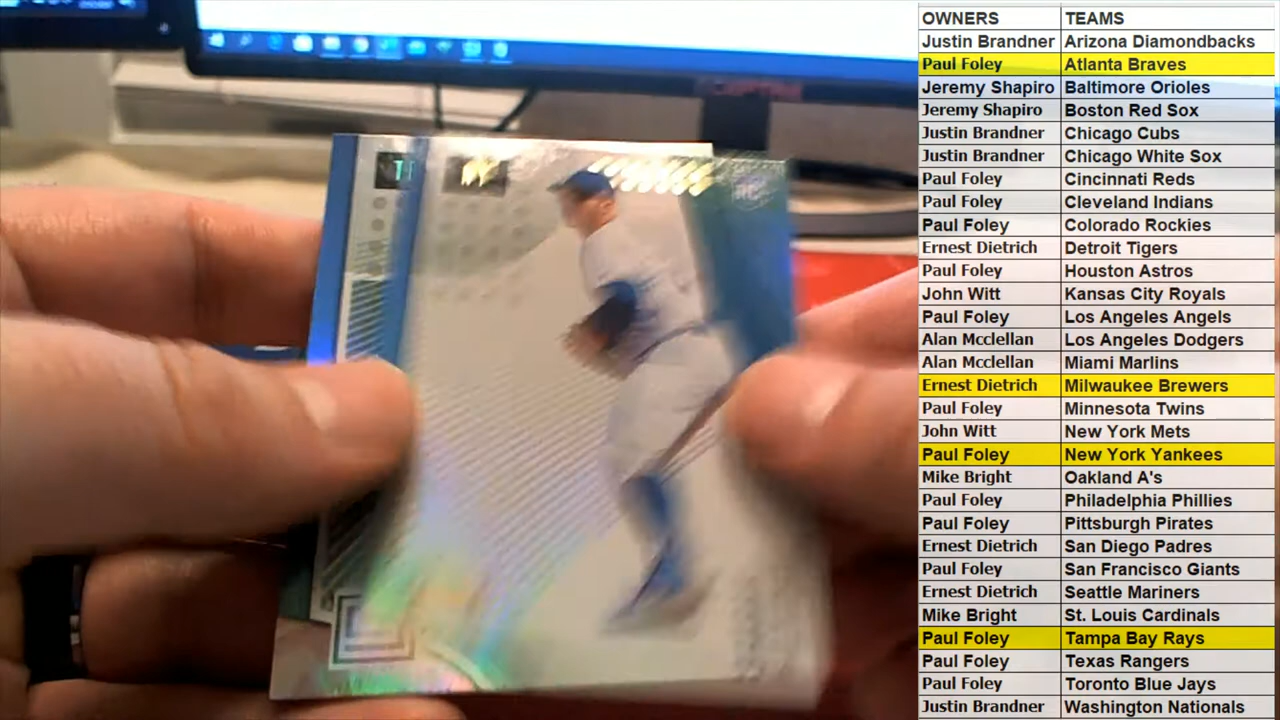 OWNERS TEAMS
Justin Brandner Arizona Diamondbacks
Paul Foley Atlanta Braves
Jeremy Shapiro Baltimore Orioles
Jeremy Shapiro Boston Red Sox
Justin Brandner Chicago Cubs
Justin Brandner Chicago White Sox
Paul Foley Cincinnati Reds
Paul Foley Cleveland Indians
Paul Foley Colorado Rockies
Ernest Dietrich Detroit Tigers
Paul Foley Houston Astros
John Witt Kansas City Royals
Paul Foley Los Angeles Angels
Alan Mcclellan Los Angeles Dodgers
Alan Mcclellan Miami Marlins
Ernest Dietrich Milwaukee Brewers
Paul Foley Minnesota Twins
John Witt New York Mets
Paul Foley New York Yankees
Mike Bright Oakland A's
Paul Foley Philadelphia Phillies
Paul Foley Pittsburgh Pirates
Ernest Dietrich San Diego Padres
Paul Foley San Francisco Giants
Ernest Dietrich Seattle Mariners
Mike Bright St. Louis Cardinals
Paul Foley Tampa Bay Rays
Paul Foley Texas Rangers
Paul Foley Toronto Blue Jays
Justin Brandner Washington Nationals
RC